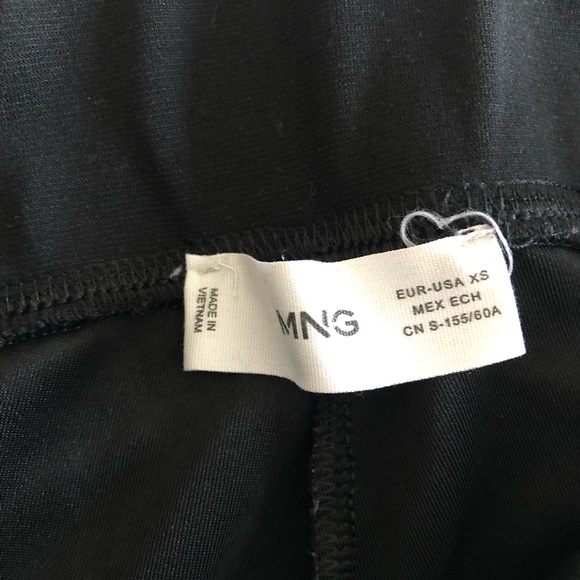 MADE IN
VIETNAM
MNG
EUR-USA XS
MEX ECH
CN S-155/60A